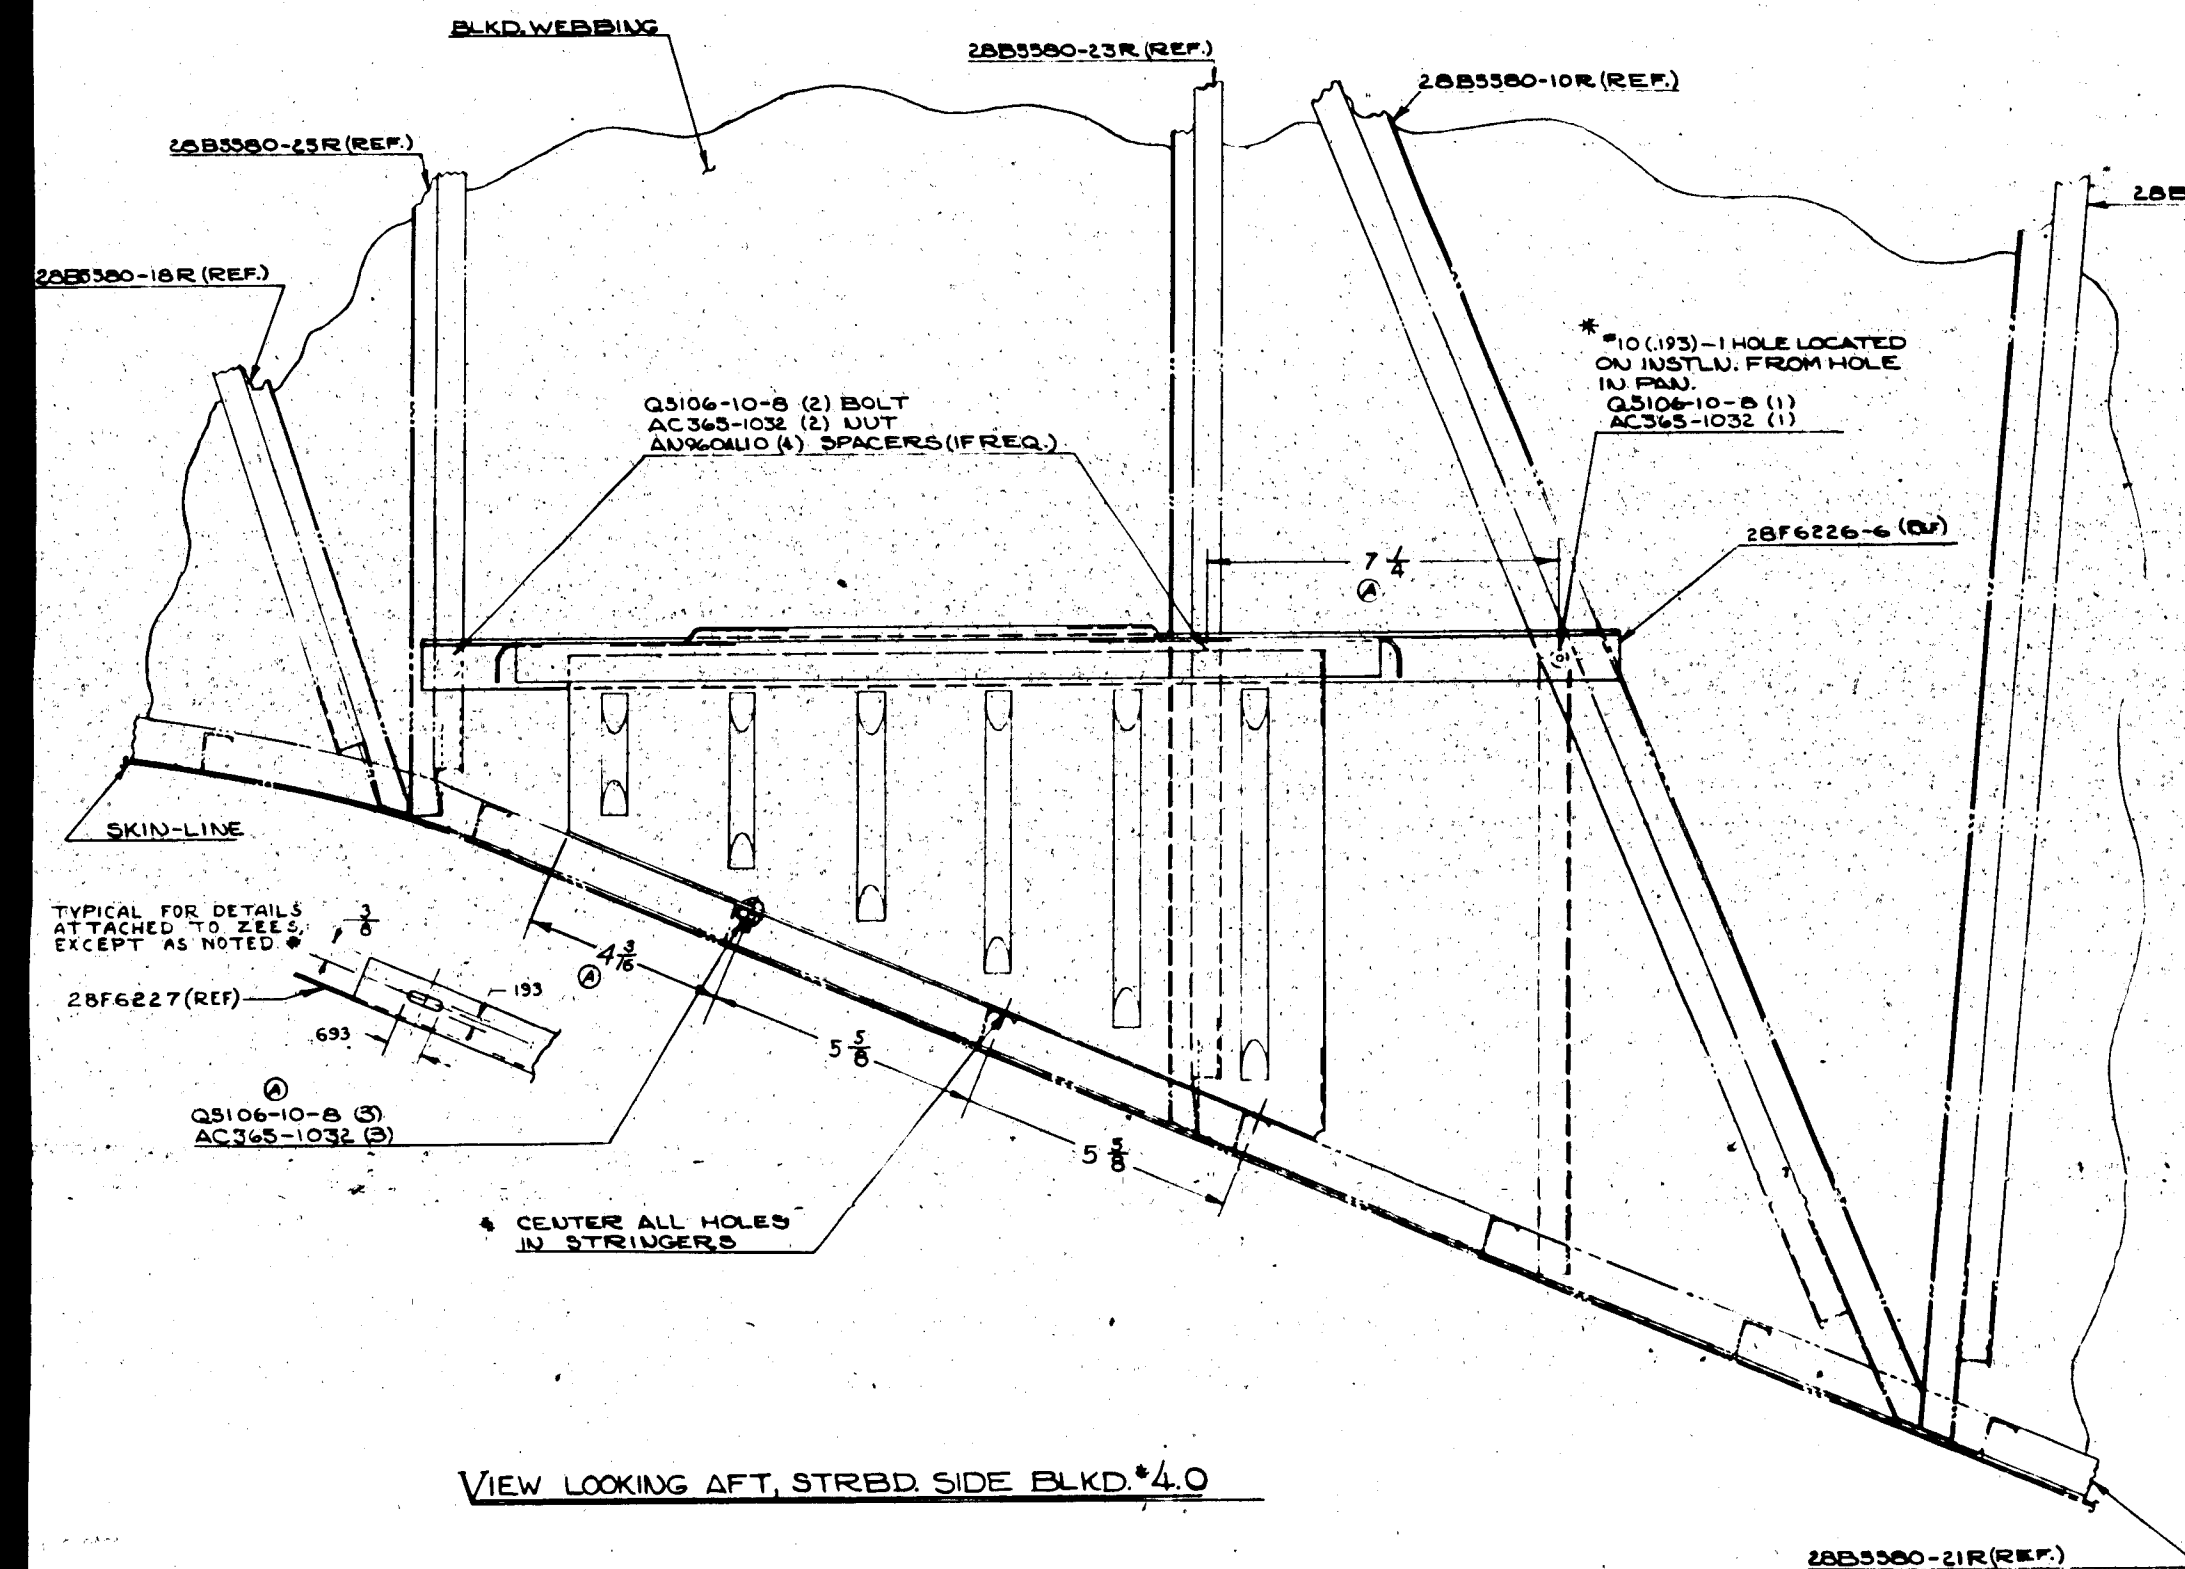 BLKD. WEBBING
28B5580-23R (REF.)
28B5580-10R (REF.)
28B5580-25R (REF.)
28B5580-18R (REF.)
*
#10 (.193) - 1 HOLE LOCATED
ON INSTLN. FROM HOLE
IN PAN.
QS106-10-8 (1)
AC365-1032 (1)
QS106-10-8 (2) BOLT
AC365-1032 (2) NUT
AN960AL10 (4) SPACERS (IF REQ.)
28F6226-6
7 1/4
A
SKIN-LINE
TYPICAL FOR DETAILS
ATTACHED TO ZEES,
EXCEPT AS NOTED *
3/8
28F6227 (REF)
193
693
4 3/16
A
5 5/8
5 5/8
A
QS106-10-8 (3)
AC365-1032 (3)
* CENTER ALL HOLES
IN STRINGERS
VIEW LOOKING AFT, STRBD. SIDE BLKD. #4.0
28B5580-21R (REF.)